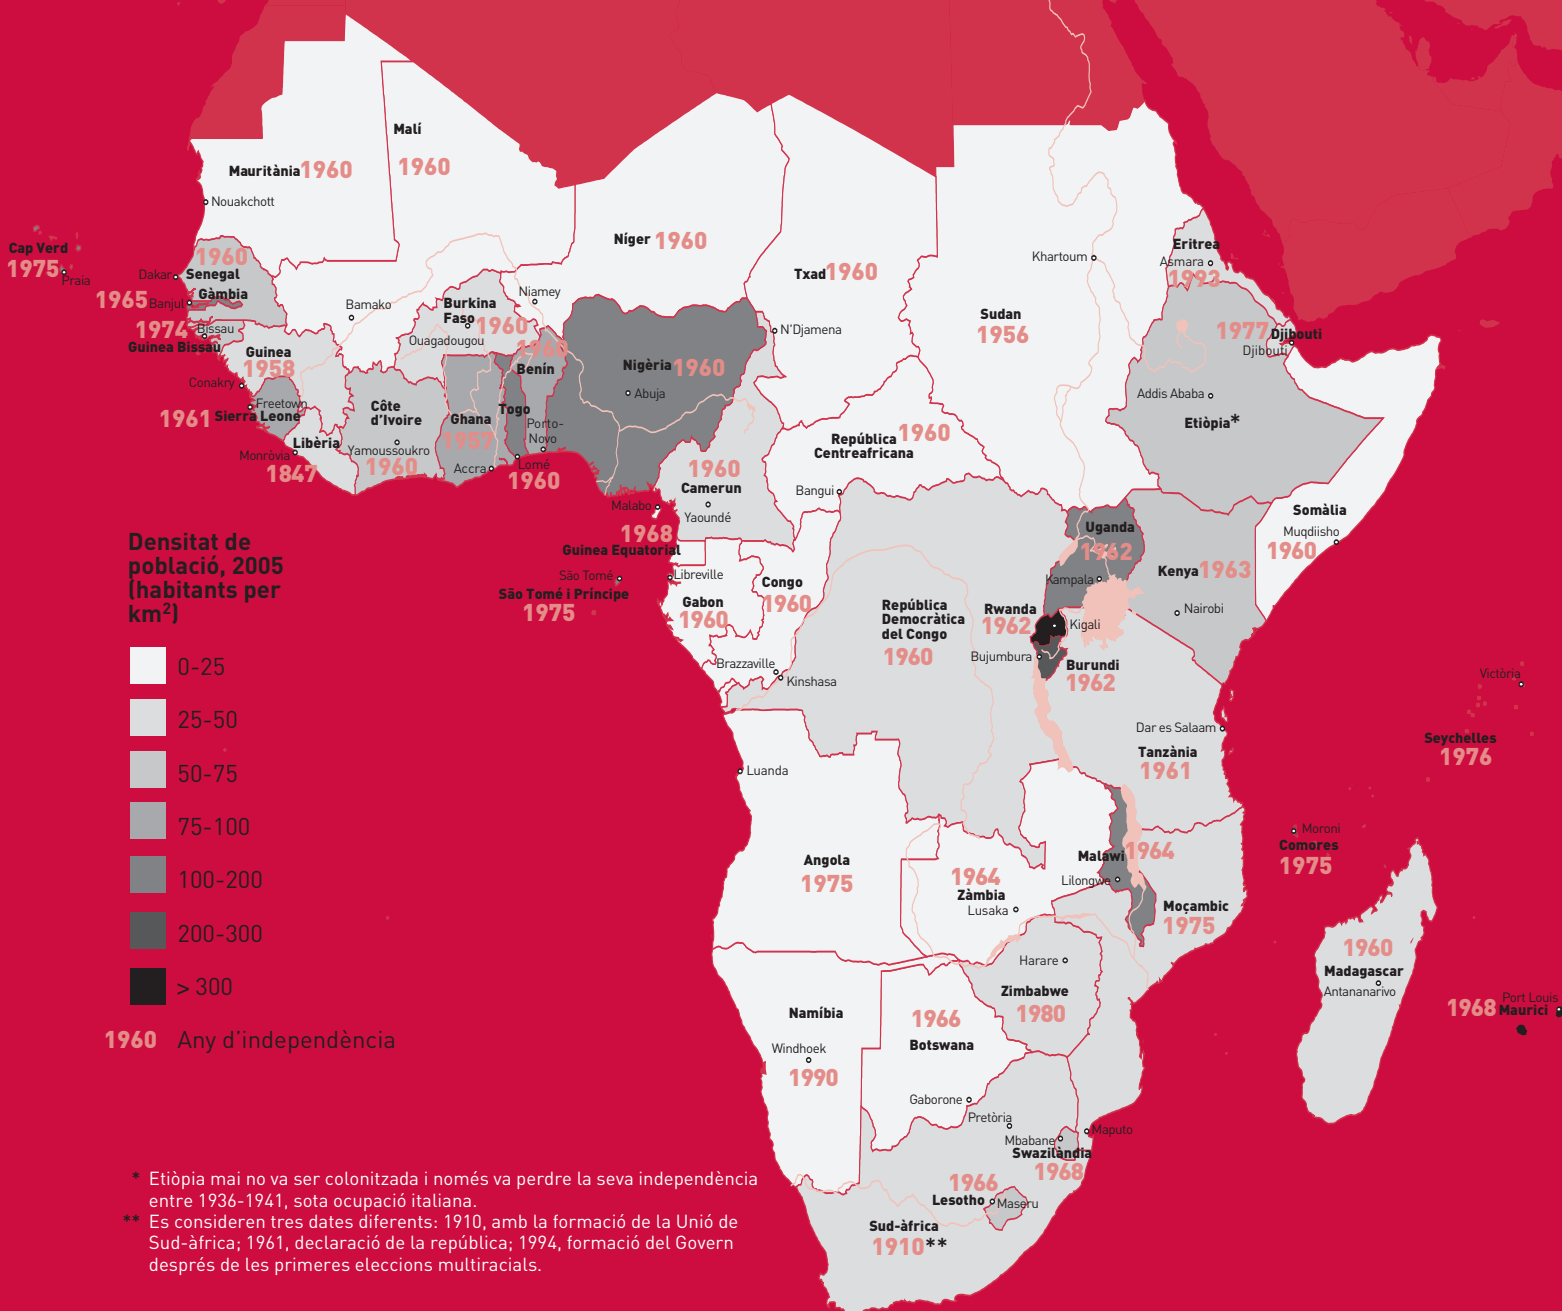 Malí
1960
Mauritània 1960
Nouakchott
Níger 1960
Txad 1960
Khartoum
Sudan
1956
Eritrea
Asmara
1993
Cap Verd
1975
Praia
1960
Dakar
Senegal
Gàmbia
1965
Banjul
1974
Bissau
Guinea Bissau
Bamako
Burkina
Faso
1960
Ouagadougou
Niamey
N'Djamena
1977
Djibouti
Djibouti
Guinea
1958
Conakry
Freetown
1961
Sierra Leone
Libèria
Monròvia
1847
Côte
d'Ivoire
Yamoussoukro
1960
Ghana
1957
Accra
Togo
Lomé
1960
1960
Benín
Porto-
Novo
Nigèria 1960
Abuja
Addis Ababa
Etiòpia*
República
Centreafricana
1960
Bangui
1960
Camerun
Yaoundé
Malabo
1968
Guinea Equatorial
São Tomé
São Tomé i Príncipe
1975
Libreville
Gabon
1960
Congo
1960
Brazzaville
Kinshasa
República
Democràtica
del Congo
1960
Uganda
1962
Kampala
Kenya 1963
Nairobi
Somàlia
Muqdiisho
1960
Rwanda
1962
Kigali
Bujumbura
Burundi
1962
Dar es Salaam
Tanzània
1961
Victòria
Seychelles
1976
Densitat de
població, 2005
(habitants per
km²)
0-25
25-50
50-75
75-100
100-200
200-300
> 300
1960 Any d'independència
Luanda
Angola
1975
1964
Zàmbia
Lusaka
Malawi 1964
Lilongwe
Moçambic
1975
Moroni
Comores
1975
1960
Madagascar
Antananarivo
Port Louis
1968 Maurici
Harare
Zimbabwe
1980
Namíbia
Windhoek
1990
1966
Botswana
Gaborone
Pretòria
Maputo
Mbabane
Swazilàndia
1968
1966
Lesotho
Maseru
Sud-àfrica
1910**
* Etiòpia mai no va ser colonitzada i només va perdre la seva independència
entre 1936-1941, sota ocupació italiana.
** Es consideren tres dates diferents: 1910, amb la formació de la Unió de
Sud-àfrica; 1961, declaració de la república; 1994, formació del Govern
després de les primeres eleccions multiracials.